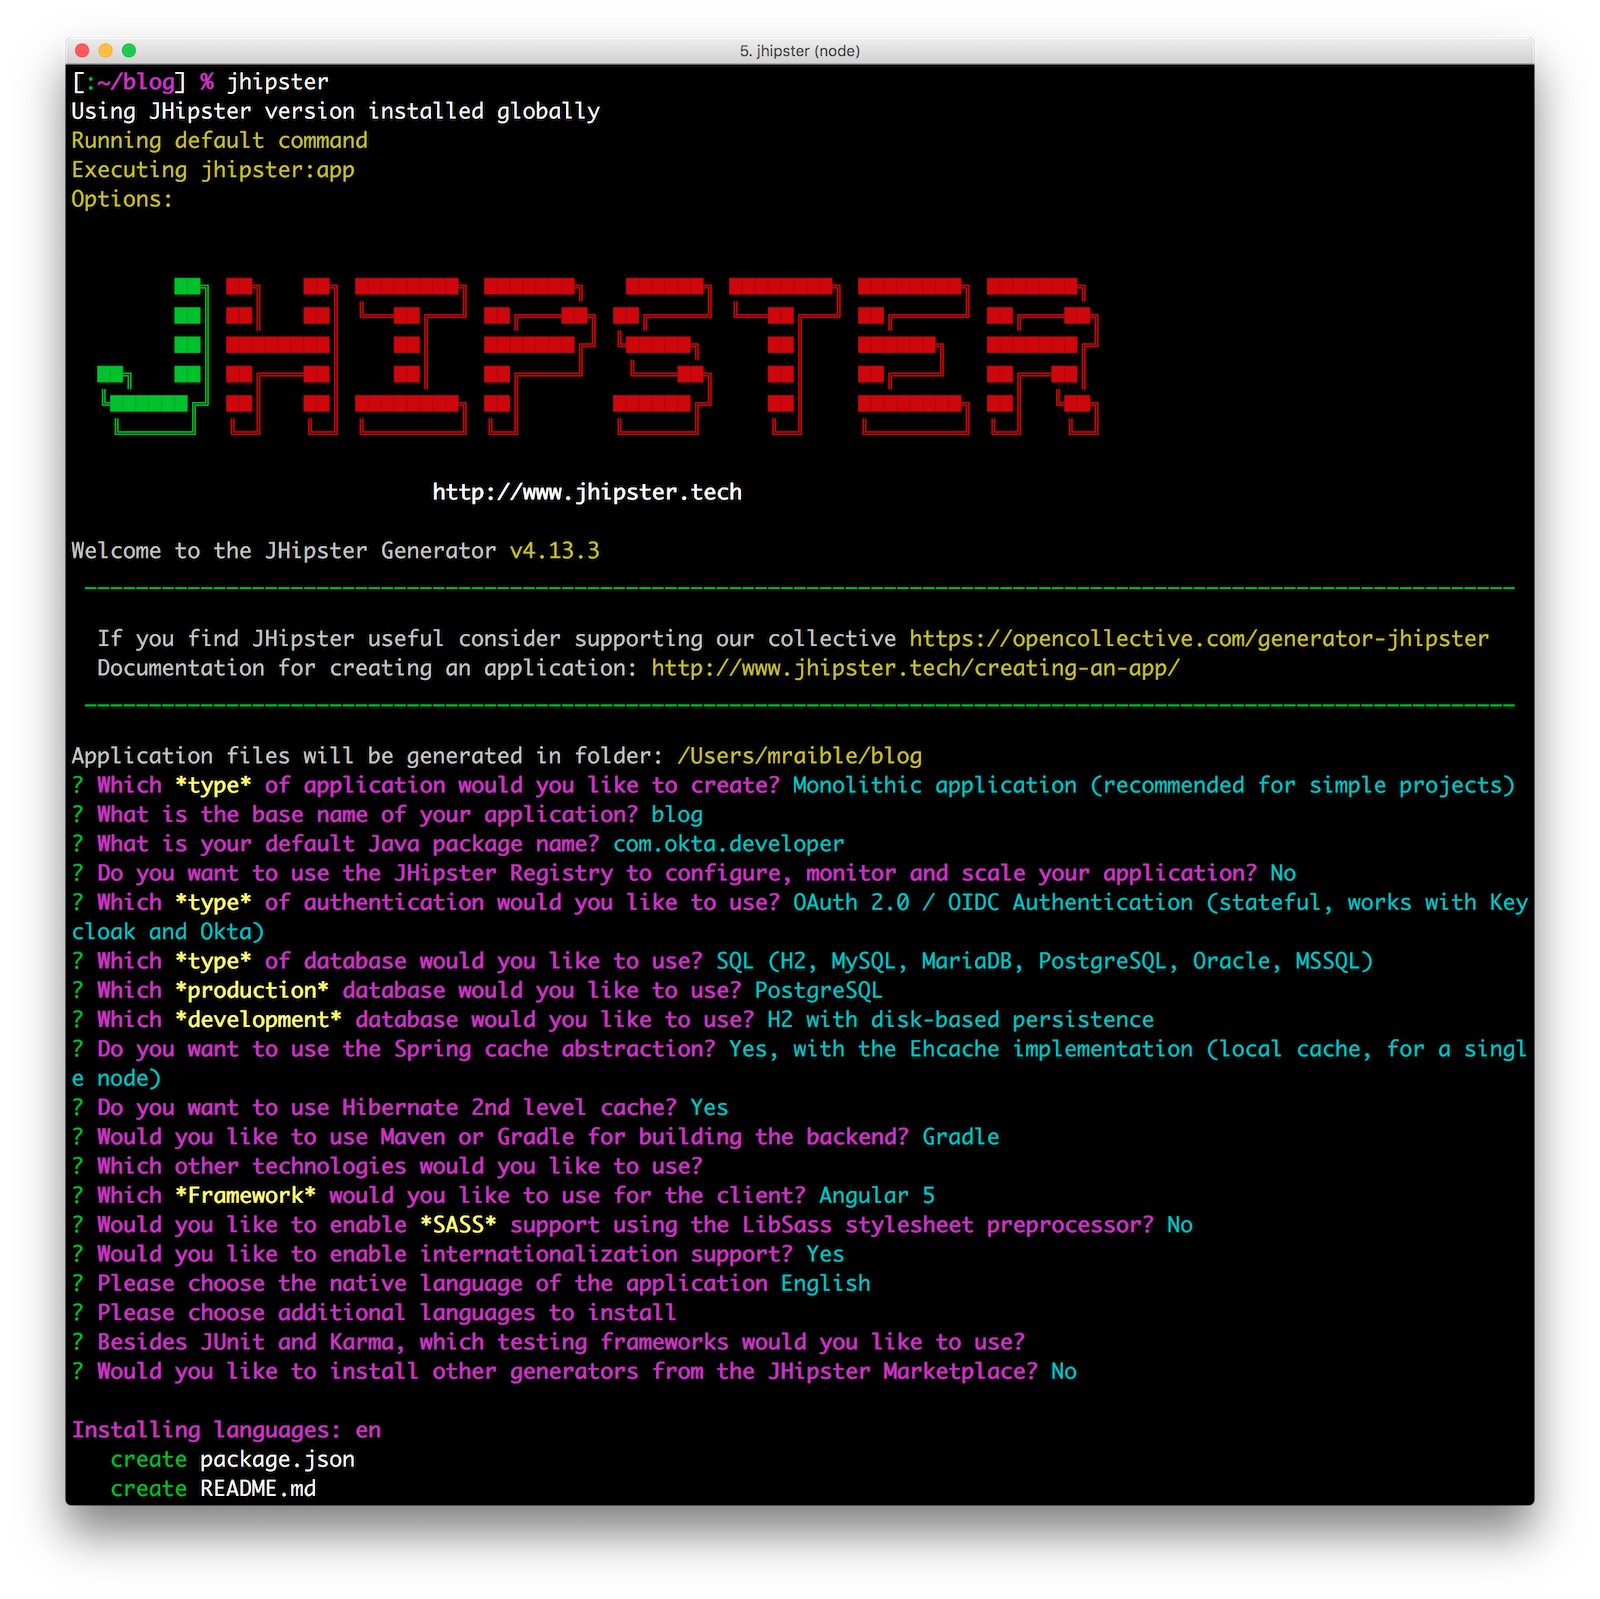 5. jhipster (node)
[:~/blog] % jhipster
Using JHipster version installed globally
Running default command
Executing jhipster:app
Options:
JHIPSTER
http://www.jhipster.tech
Welcome to the JHipster Generator v4.13.3
If you find JHipster useful consider supporting our collective https://opencollective.com/generator-jhipster
Documentation for creating an application: http://www.jhipster.tech/creating-an-app/
Application files will be generated in folder: /Users/mraible/blog
? Which *type* of application would you like to create? Monolithic application (recommended for simple projects)
? What is the base name of your application? blog
? What is your default Java package name? com.okta.developer
? Do you want to use the JHipster Registry to configure, monitor and scale your application? No
? Which *type* of authentication would you like to use? OAuth 2.0 / OIDC Authentication (stateful, works with Key
cloak and Okta)
? Which *type* of database would you like to use? SQL (H2, MySQL, MariaDB, PostgreSQL, Oracle, MSSQL)
? Which *production* database would you like to use? PostgreSQL
? Which *development* database would you like to use? H2 with disk-based persistence
? Do you want to use the Spring cache abstraction? Yes, with the Ehcache implementation (local cache, for a singl
e node)
? Do you want to use Hibernate 2nd level cache? Yes
? Would you like to use Maven or Gradle for building the backend? Gradle
? Which other technologies would you like to use?
? Which *Framework* would you like to use for the client? Angular 5
? Would you like to enable *SASS* support using the LibSass stylesheet preprocessor? No
? Would you like to enable internationalization support? Yes
? Please choose the native language of the application English
? Please choose additional languages to install
? Besides JUnit and Karma, which testing frameworks would you like to use?
? Would you like to install other generators from the JHipster Marketplace? No
Installing languages: en
create package.json
create README.md